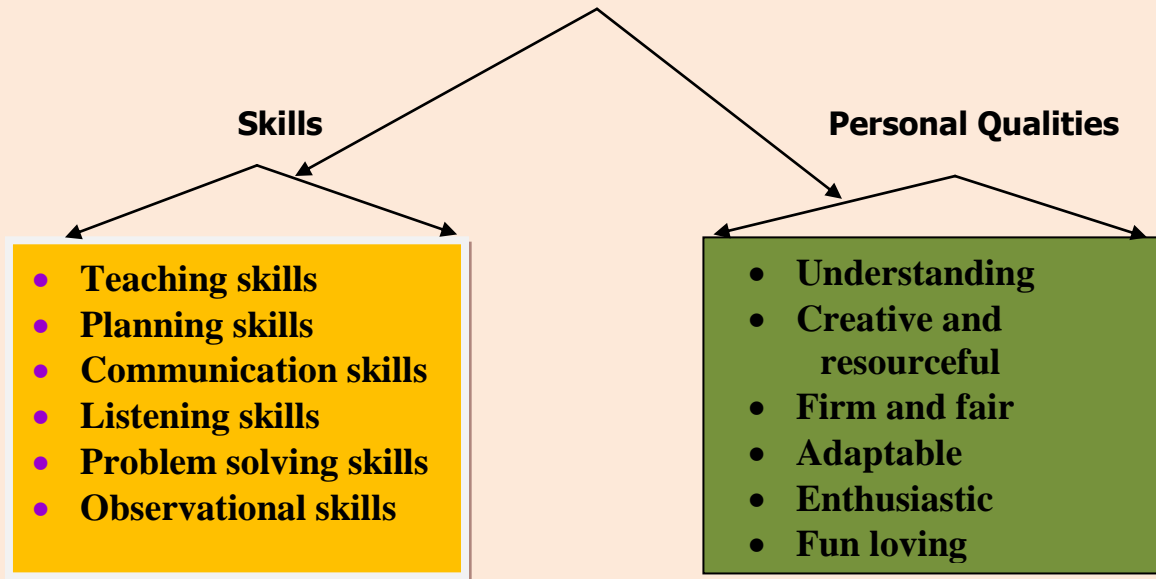 Skills
• Teaching skills
• Planning skills
• Communication skills
• Listening skills
• Problem solving skills
• Observational skills
Personal Qualities
• Understanding
• Creative and
resourceful
• Firm and fair
• Adaptable
• Enthusiastic
• Fun loving